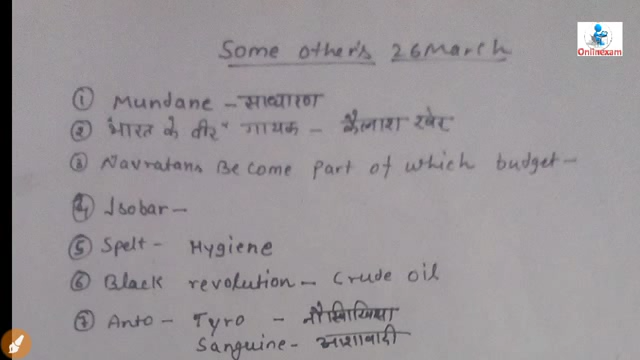 Onlinexam
Some other's 26 March
① Mundane - साधारण
② भारत के वीर" गायक - कैलाश खेर
③ Navratans Become part of which budget -
④ Isobar -
⑤ Spelt - Hygiene
⑥ Black revolution - Crude oil
⑦ Anto - Tyro - नौसिखिया
Sanguine - आशावादी